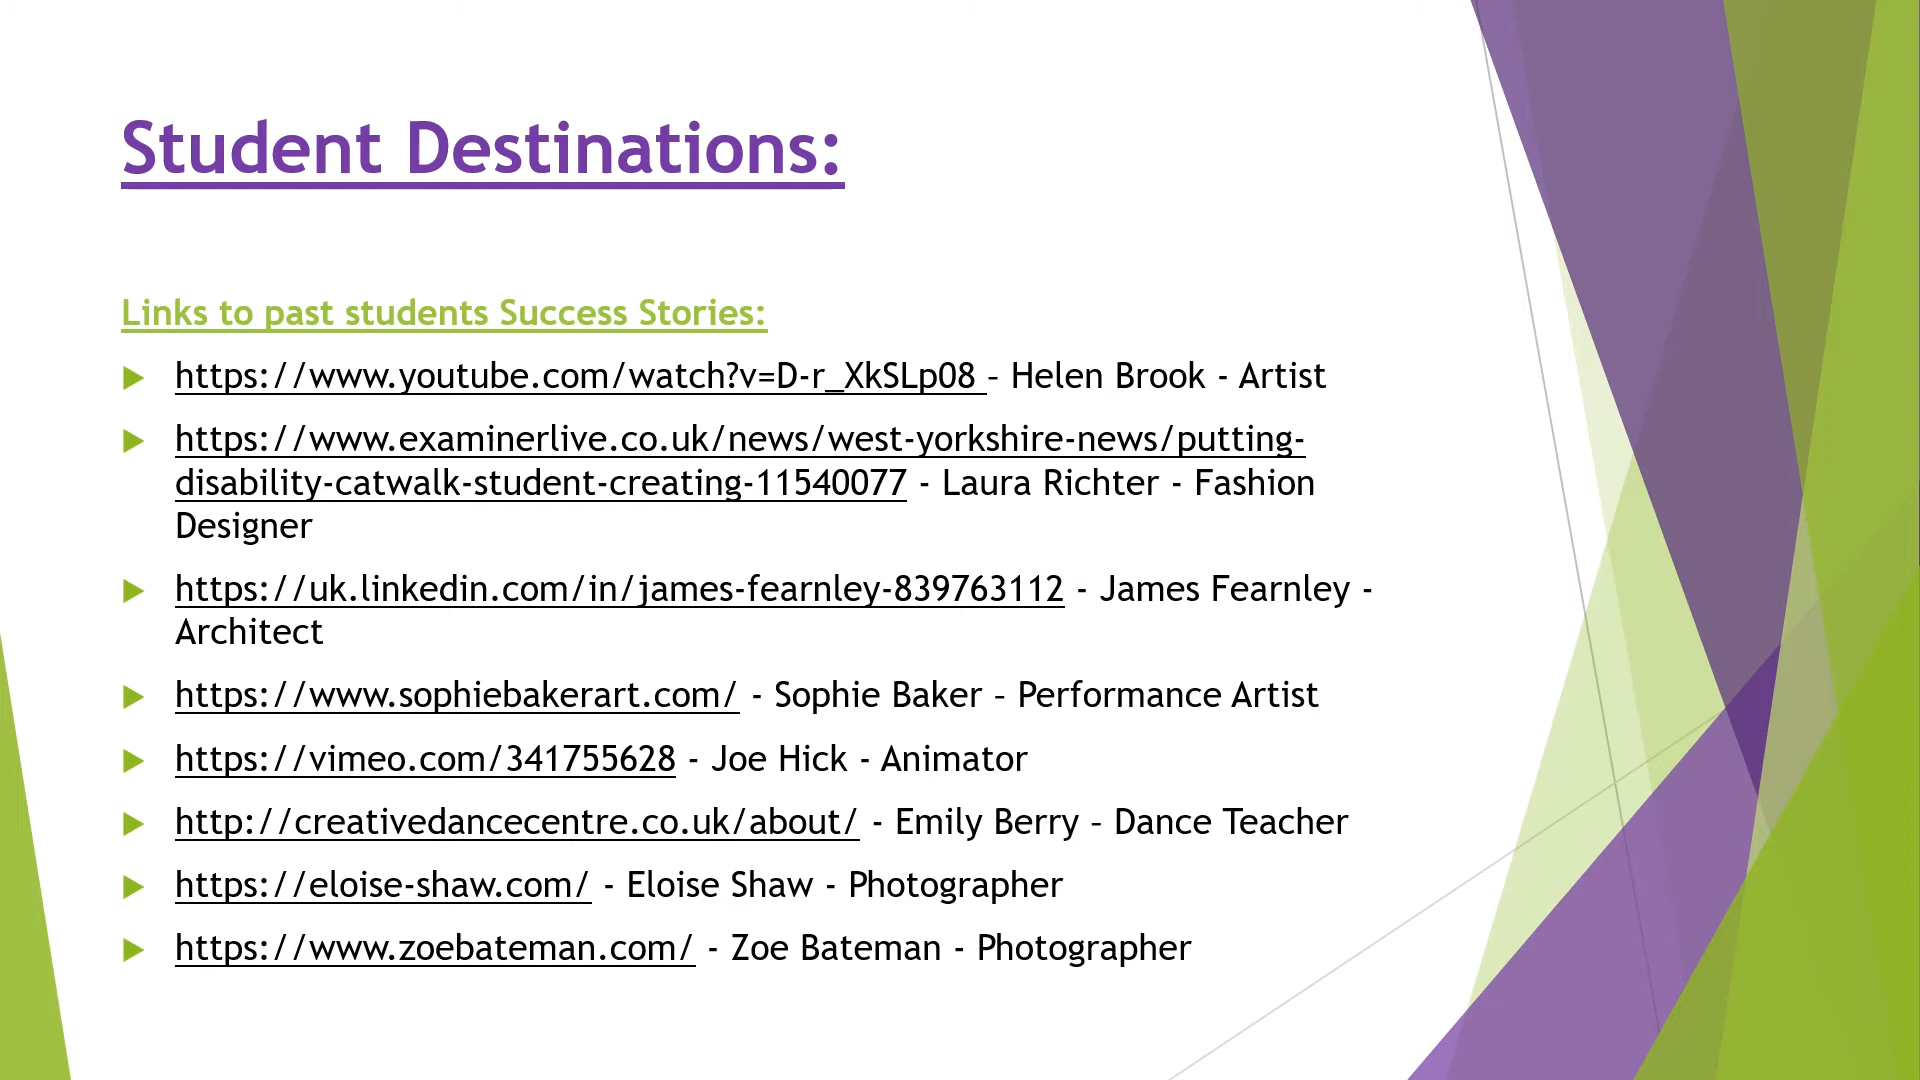 Student Destinations:
Links to past students Success Stories:
https://www.youtube.com/watch?v=D-r_XkSLp08 – Helen Brook - Artist
https://www.examinerlive.co.uk/news/west-yorkshire-news/putting-
disability-catwalk-student-creating-11540077 - Laura Richter - Fashion
Designer
https://uk.linkedin.com/in/james-fearnley-839763112 - James Fearnley -
Architect
https://www.sophiebakerart.com/ - Sophie Baker – Performance Artist
https://vimeo.com/341755628 - Joe Hick - Animator
http://creativedancecentre.co.uk/about/ - Emily Berry – Dance Teacher
https://eloise-shaw.com/ - Eloise Shaw - Photographer
https://www.zoebateman.com/ - Zoe Bateman - Photographer